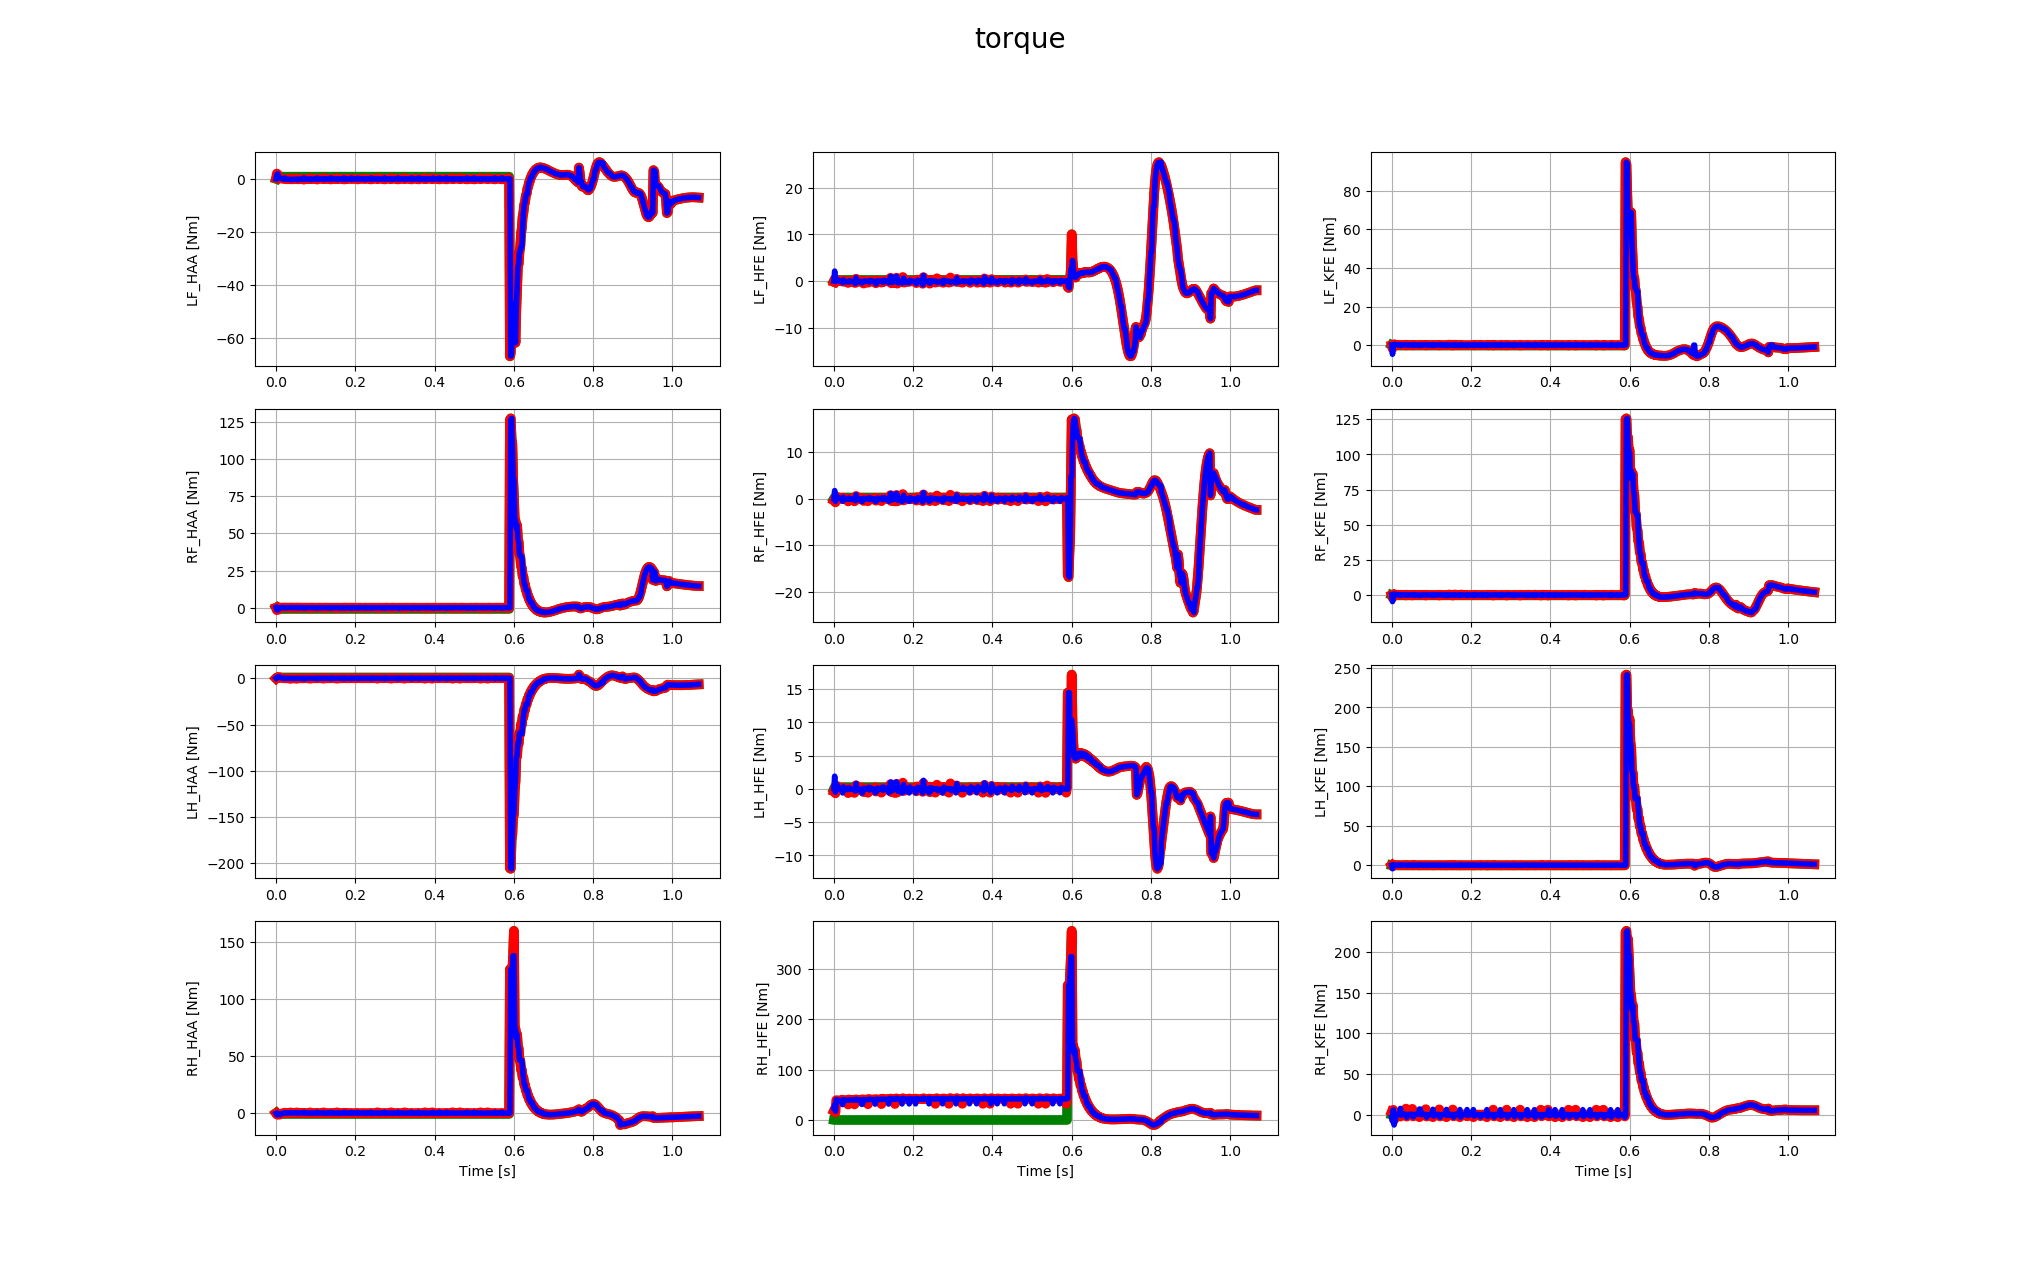 torque
LF_HAA [Nm]
0
−20
−40
−60
0.0 0.2 0.4 0.6 0.8 1.0
LF_HFE [Nm]
20
10
0
−10
0.0 0.2 0.4 0.6 0.8 1.0
LF_KFE [Nm]
80
60
40
20
0
0.0 0.2 0.4 0.6 0.8 1.0
RF_HAA [Nm]
125
100
75
50
25
0
0.0 0.2 0.4 0.6 0.8 1.0
RF_HFE [Nm]
10
0
−10
−20
0.0 0.2 0.4 0.6 0.8 1.0
RF_KFE [Nm]
125
100
75
50
25
0
0.0 0.2 0.4 0.6 0.8 1.0
LH_HAA [Nm]
0
−50
−100
−150
−200
0.0 0.2 0.4 0.6 0.8 1.0
LH_HFE [Nm]
15
10
5
0
−5
−10
0.0 0.2 0.4 0.6 0.8 1.0
LH_KFE [Nm]
250
200
150
100
50
0
0.0 0.2 0.4 0.6 0.8 1.0
RH_HAA [Nm]
150
100
50
0
0.0 0.2 0.4 0.6 0.8 1.0
Time [s]
RH_HFE [Nm]
300
200
100
0
0.0 0.2 0.4 0.6 0.8 1.0
Time [s]
RH_KFE [Nm]
200
150
100
50
0
0.0 0.2 0.4 0.6 0.8 1.0
Time [s]